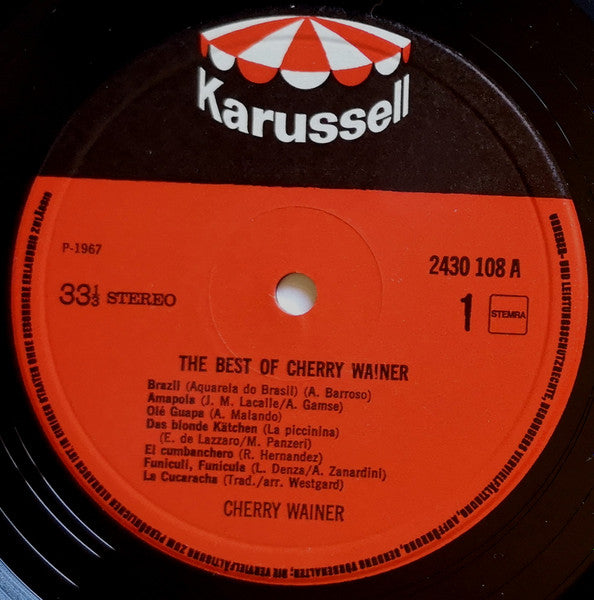 Karussell
P-1967
2430 108 A
33⅓ STEREO
1
STEMRA
THE BEST OF CHERRY WA!NER
Brazil (Aquarela do Brasil) (A. Barroso)
Amapola (J. M. Lacalle/A. Gamse)
Olé Guapa (A. Malando)
Das blonde Kätchen (La piccinina)
(E. de Lazzaro/M. Panzeri)
El cumbanchero (R. Hernandez)
Funiculi, Funicula (L. Denza/A. Zanardini)
La Cucaracha (Trad./arr. Westgard)
CHERRY WAINER